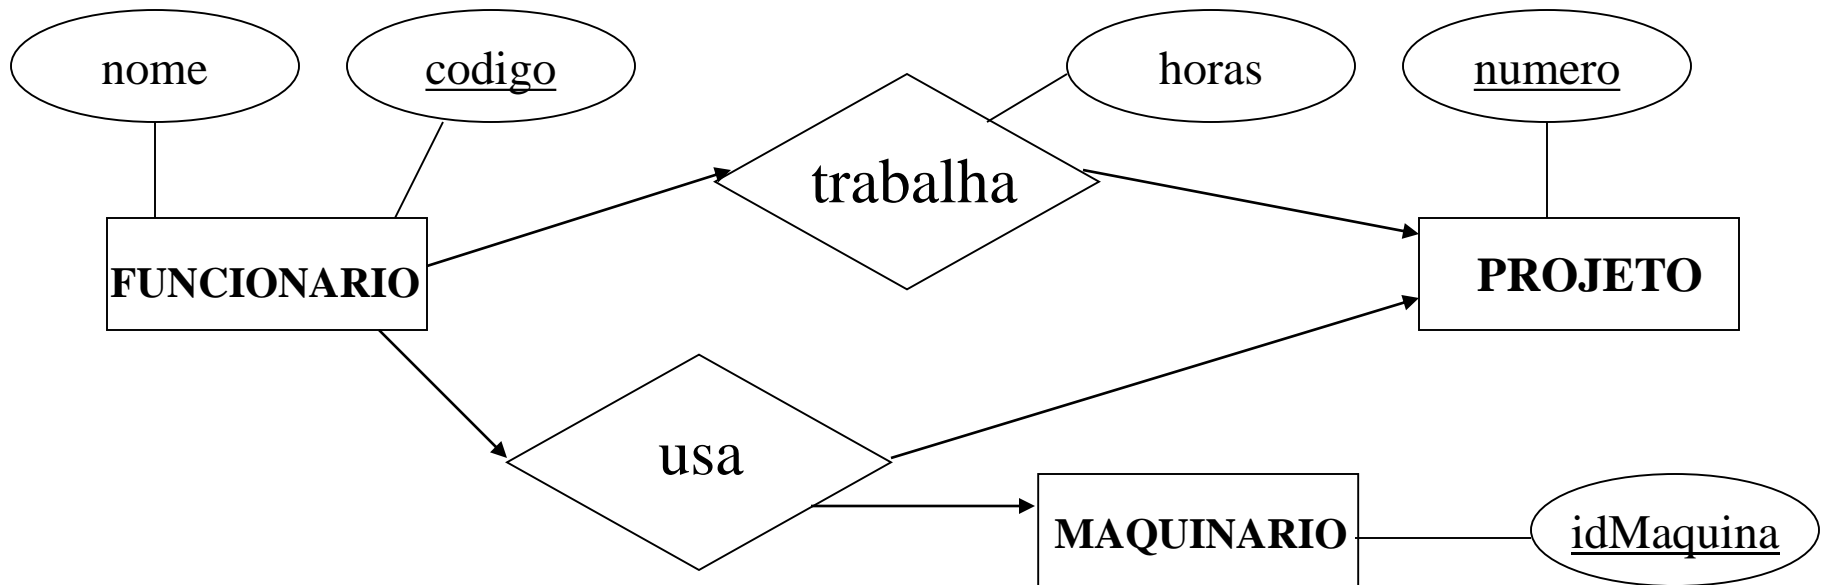 nome
codigo
horas
numero
trabalha
FUNCIONARIO
PROJETO
usa
MAQUINARIO
idMaquina